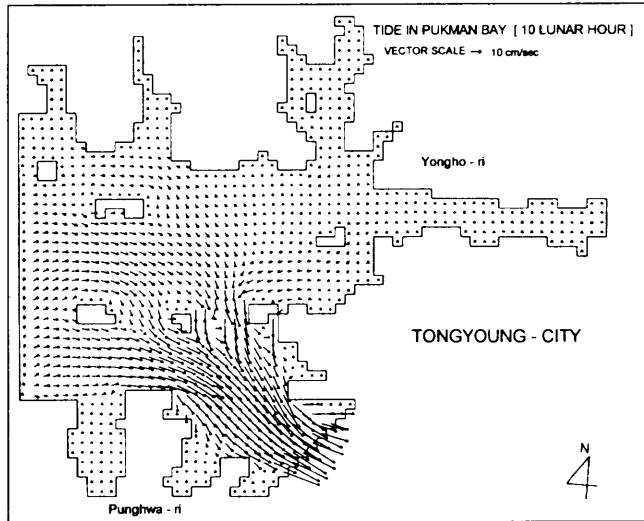 TIDE IN PUKMAN BAY [ 10 LUNAR HOUR ]
VECTOR SCALE → 10 cm/sec
Yongho - ri
TONGYOUNG - CITY
N
Punghwa - ri